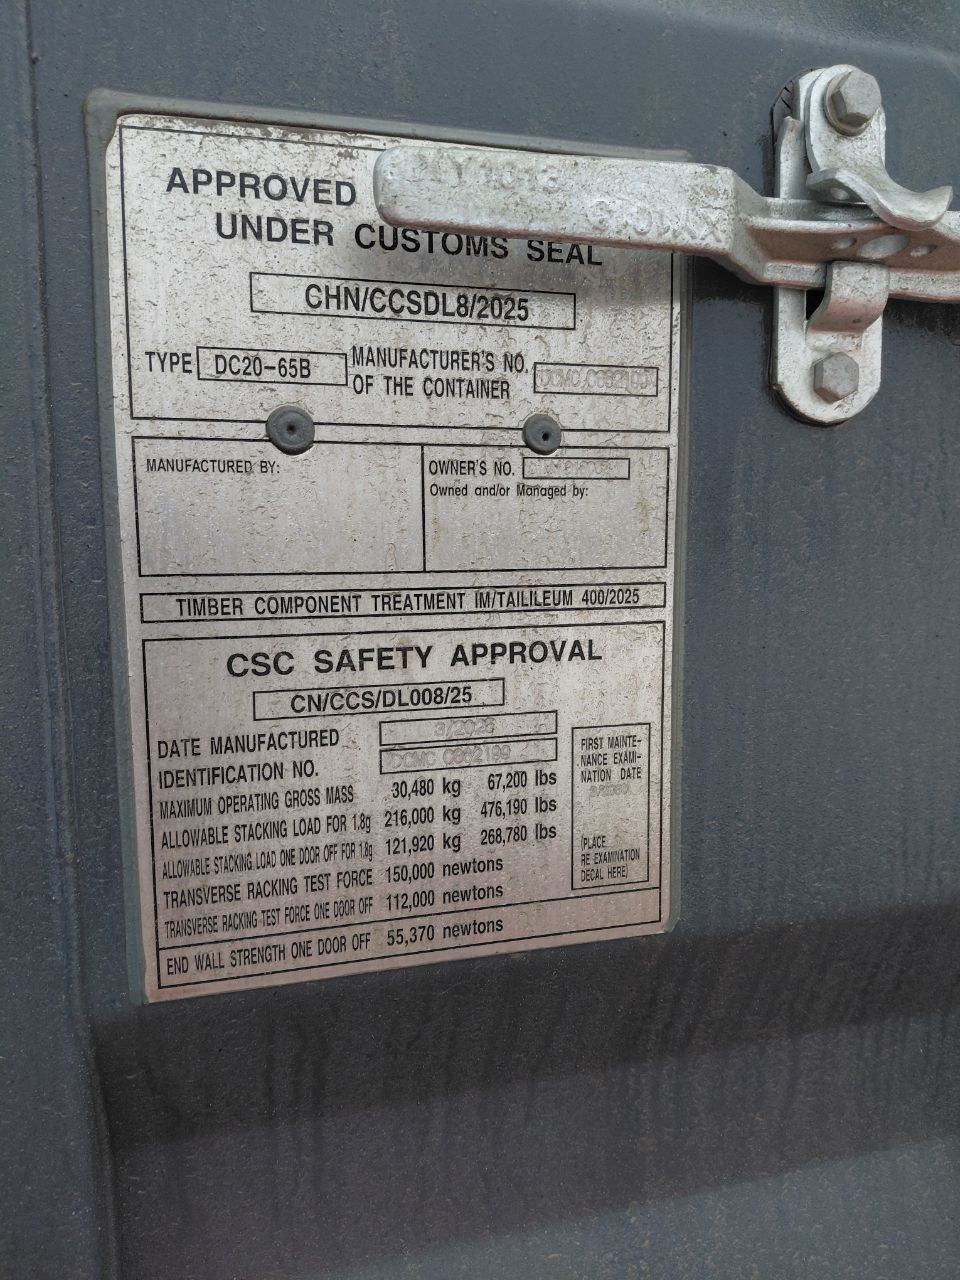 APPROVED
UNDER CUSTOMS SEAL
CHN/CCSDL8/2025
TYPE DC20-65B MANUFACTURER'S NO.
OF THE CONTAINER
MANUFACTURED BY:
OWNER'S NO.
Owned and/or Managed by:
TIMBER COMPONENT TREATMENT IM/TAILILEUM 400/2025
CSC SAFETY APPROVAL
CN/CCS/DL008/25
DATE MANUFACTURED
IDENTIFICATION NO.
MAXIMUM OPERATING GROSS MASS 30,480 kg 67,200 lbs
ALLOWABLE STACKING LOAD FOR 1.8g 216,000 kg 476,190 lbs
ALLOWABLE STACKING LOAD ONE DOOR OFF FOR 1.8g 121,920 kg 268,780 lbs
TRANSVERSE RACKING TEST FORCE 150,000 newtons
TRANSVERSE RACKING TEST FORCE ONE DOOR OFF 112,000 newtons
END WALL STRENGTH ONE DOOR OFF 55,370 newtons
FIRST MAINTE-
NANCE EXAMI-
NATION DATE
(PLACE
RE EXAMINATION
DECAL HERE)